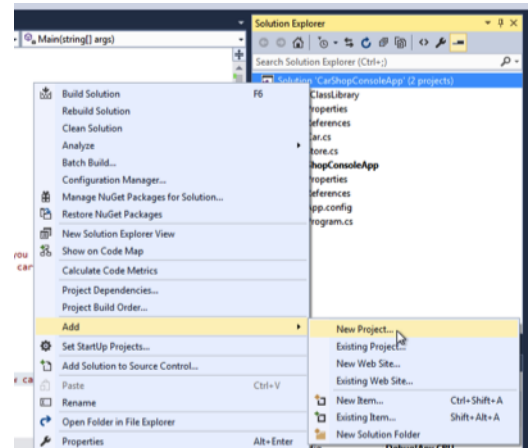 Main(string[] args)
Solution Explorer
Search Solution Explorer (Ctrl+;)
Solution 'CarShopConsoleApp' (2 projects)
ClassLibrary
roperties
eferences
ar.cs
tore.cs
hopConsoleApp
roperties
eferences
pp.config
rogram.cs
Build Solution F6
Rebuild Solution
Clean Solution
Analyze
Batch Build...
Configuration Manager...
Manage NuGet Packages for Solution...
Restore NuGet Packages
New Solution Explorer View
Show on Code Map
Calculate Code Metrics
Project Dependencies...
Project Build Order...
Add
Set StartUp Projects...
Add Solution to Source Control...
Paste Ctrl+V
Rename
Open Folder in File Explorer
Properties Alt+Enter
you
car
ca
New Project...
Existing Project...
New Web Site...
Existing Web Site...
New Item... Ctrl+Shift+A
Existing Item... Shift+Alt+A
New Solution Folder